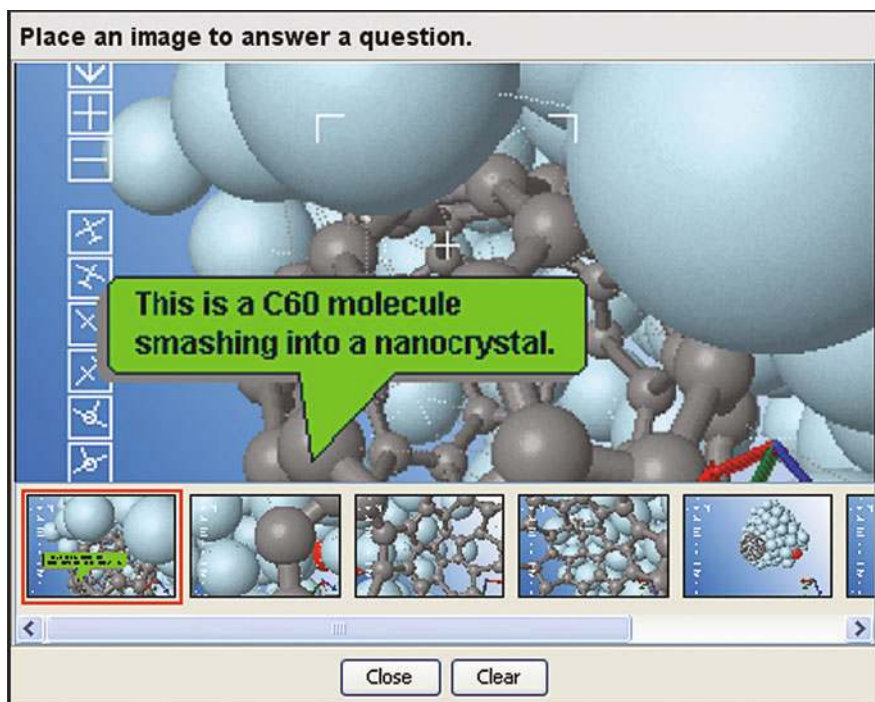 Place an image to answer a question.
This is a C60 molecule
smashing into a nanocrystal.
Close
Clear